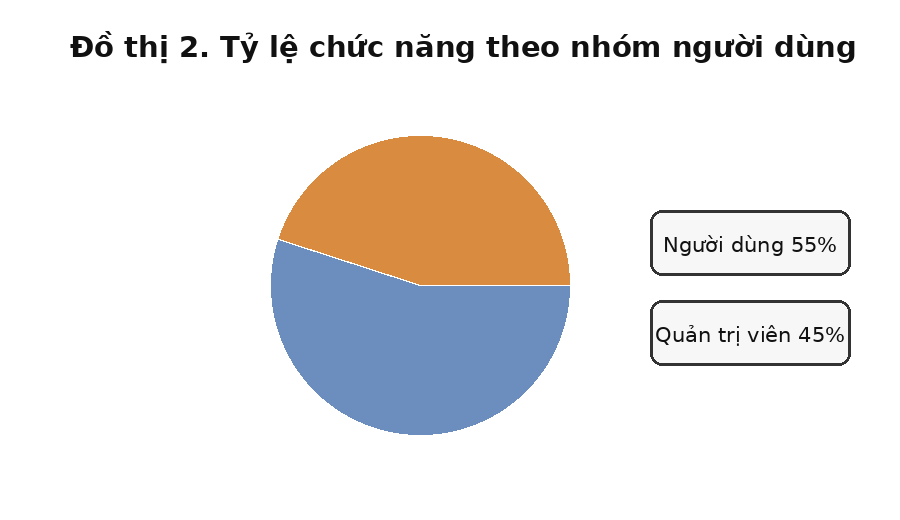 Đồ thị 2. Tỷ lệ chức năng theo nhóm người dùng
Người dùng 55%
Quản trị viên 45%